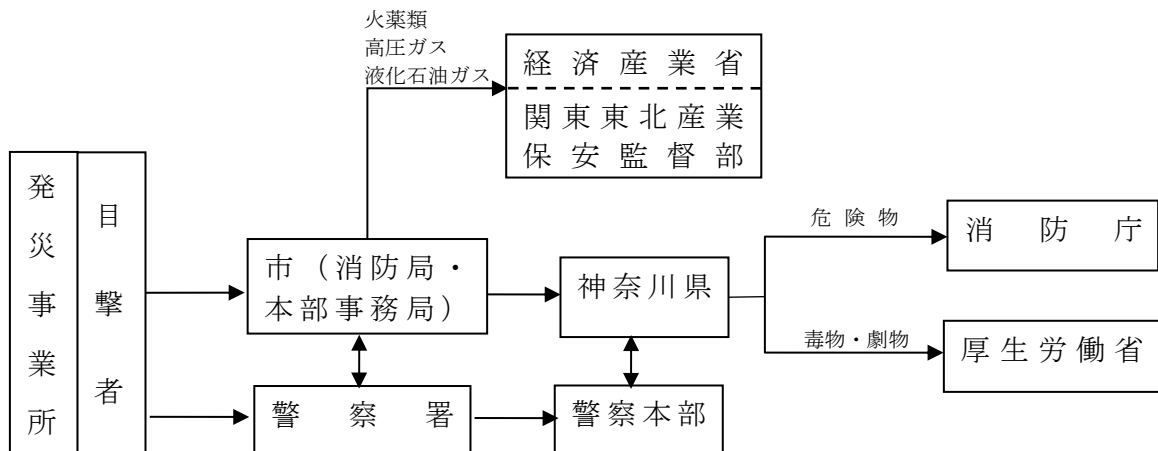 火薬類
高圧ガス
液化石油ガス
経済産業省
関東東北産業
保安監督部
発災事業所
目撃者
市（消防局・
本部事務局）
神奈川県
危険物
消防庁
毒物・劇物
厚生労働省
警察署
警察本部